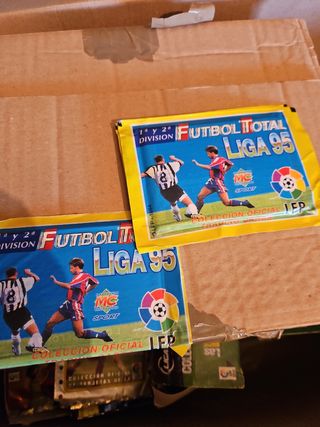 1ª y 2ª
DIVISION
FUTBOL TOTAL
LIGA 95
MC
SPORT
COLECCION OFICIAL
LFP
1ª y 2ª
DIVISION
FUTBOL TOTAL
LIGA 95
8
MC
SPORT
COLECCION OFICIAL
LFP